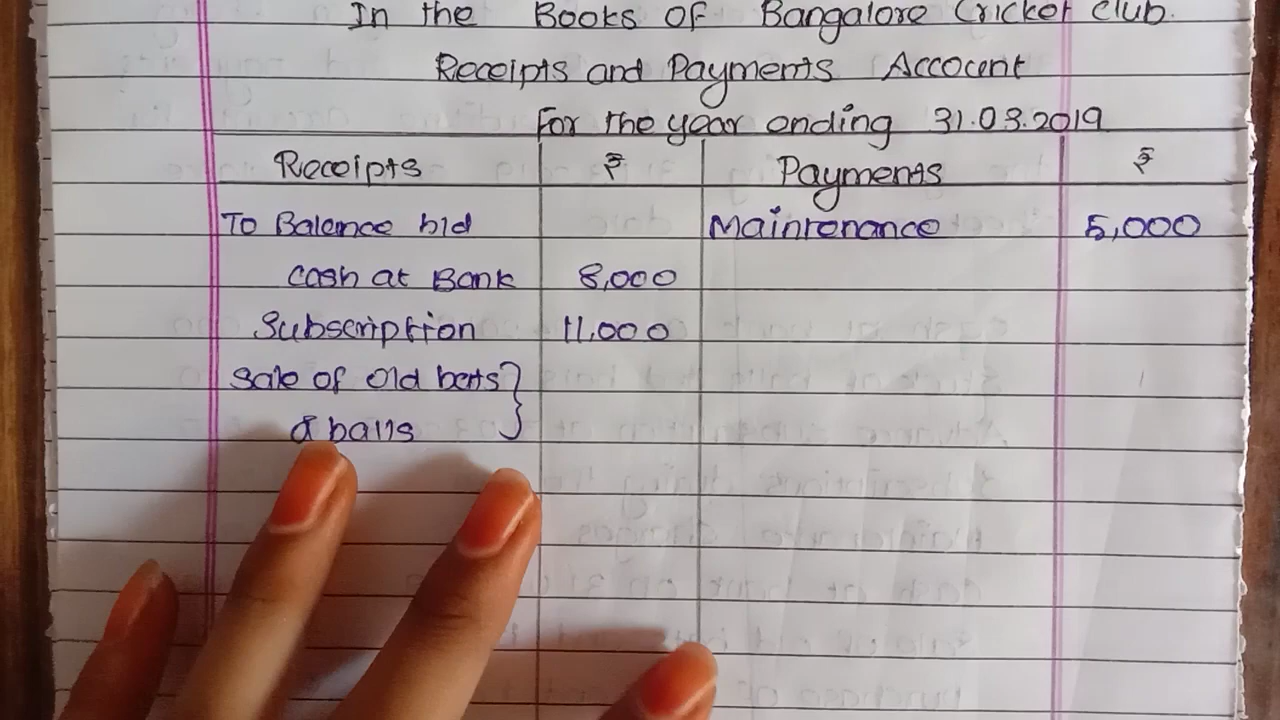 In the Books of Bangalore Cricket Club.
Receipts and Payments Account
For the year ending 31.03.2019
Receipts ₹ Payments ₹
To Balance b/d Maintenance 5,000
Cash at Bank 8,000
Subscription 11,000
Sale of old bats }
& balls